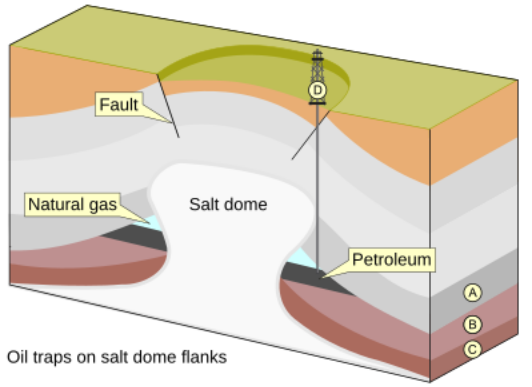 D
Fault
Natural gas
Salt dome
Petroleum
A
B
C
Oil traps on salt dome flanks